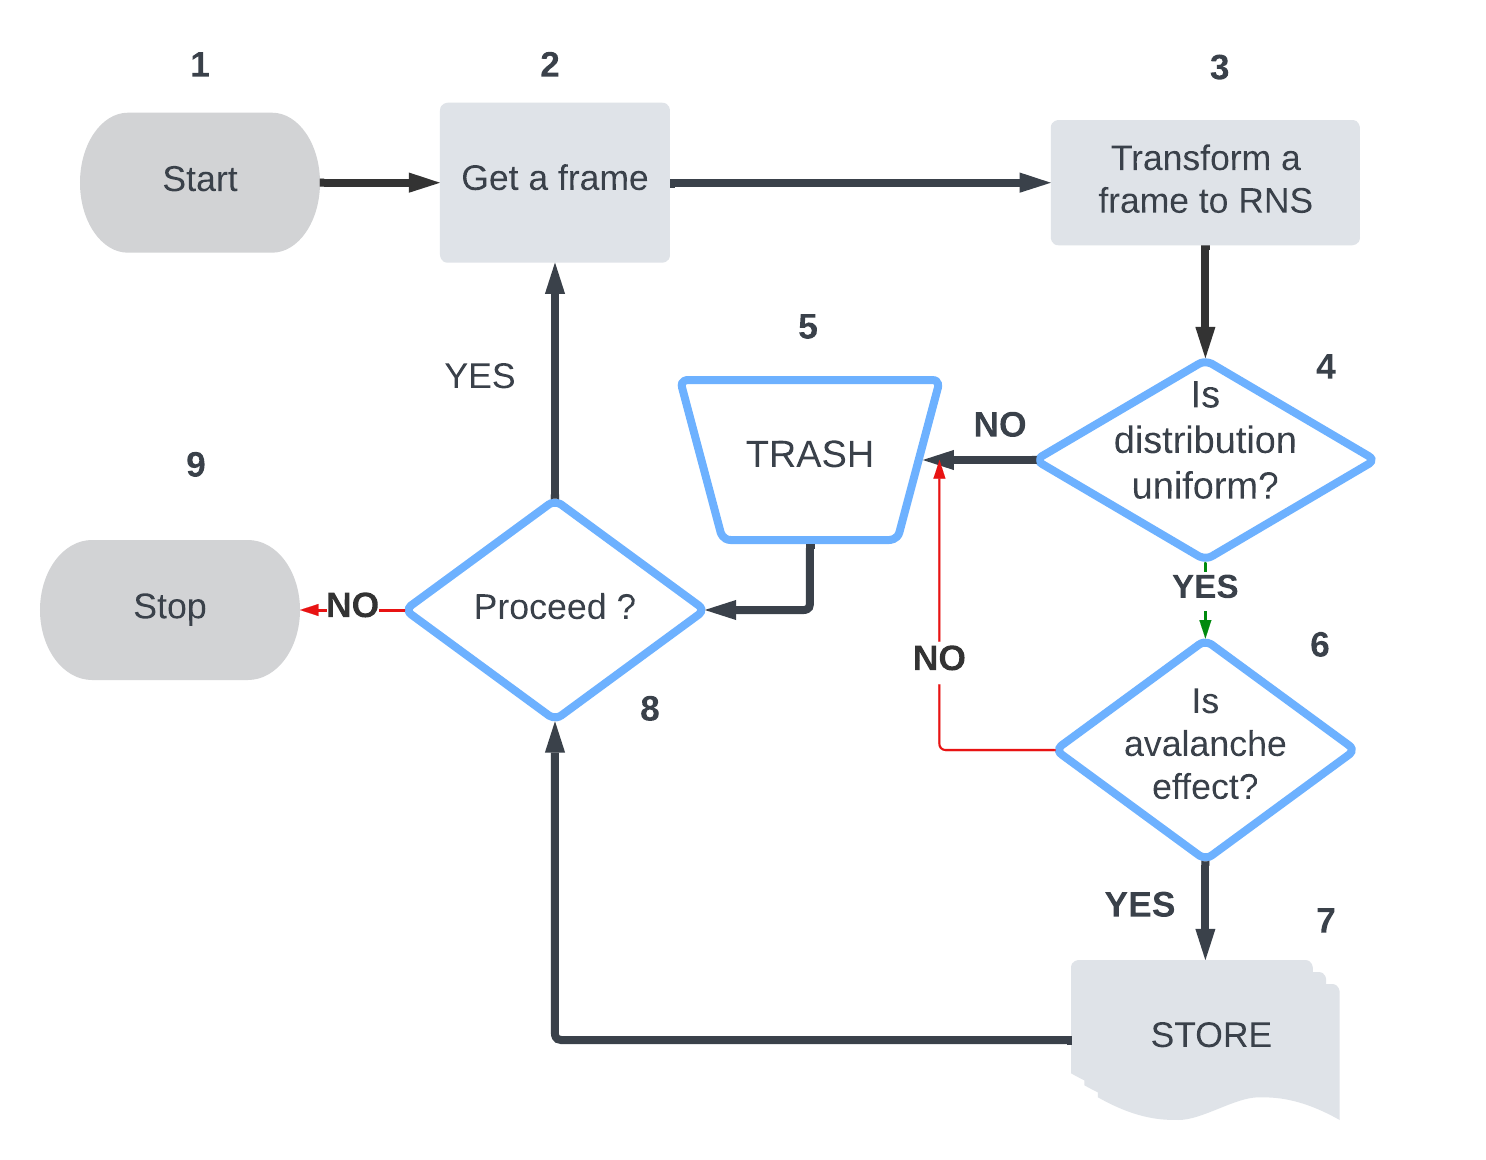 1
2
3
Start
Get a frame
Transform a
frame to RNS
5
4
YES
NO
Is
distribution
uniform?
TRASH
9
YES
Stop
NO
Proceed ?
NO
6
8
Is
avalanche
effect?
YES
7
STORE